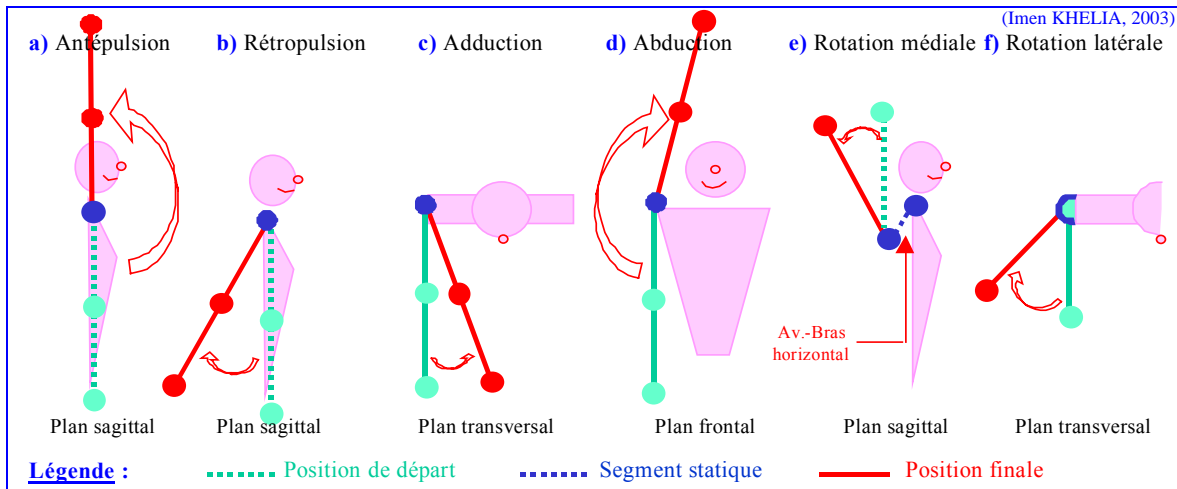 (Imen KHELIA, 2003)
a) Antépulsion b) Rétropulsion c) Adduction d) Abduction e) Rotation médiale f) Rotation latérale
Av.-Bras
horizontal
Plan sagittal Plan sagittal Plan transversal Plan frontal Plan sagittal Plan transversal
Légende : Position de départ Segment statique Position finale